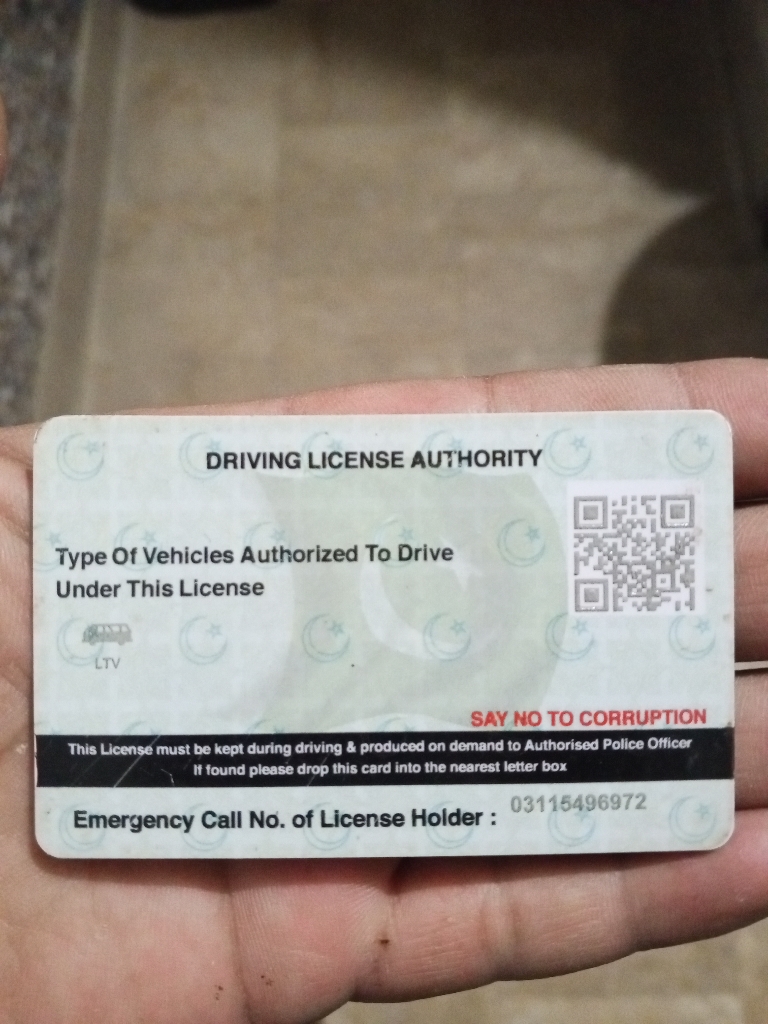 DRIVING LICENSE AUTHORITY
Type Of Vehicles Authorized To Drive
Under This License
LTV
SAY NO TO CORRUPTION
This License must be kept during driving & produced on demand to Authorised Police Officer
If found please drop this card into the nearest letter box
Emergency Call No. of License Holder : 03115496972